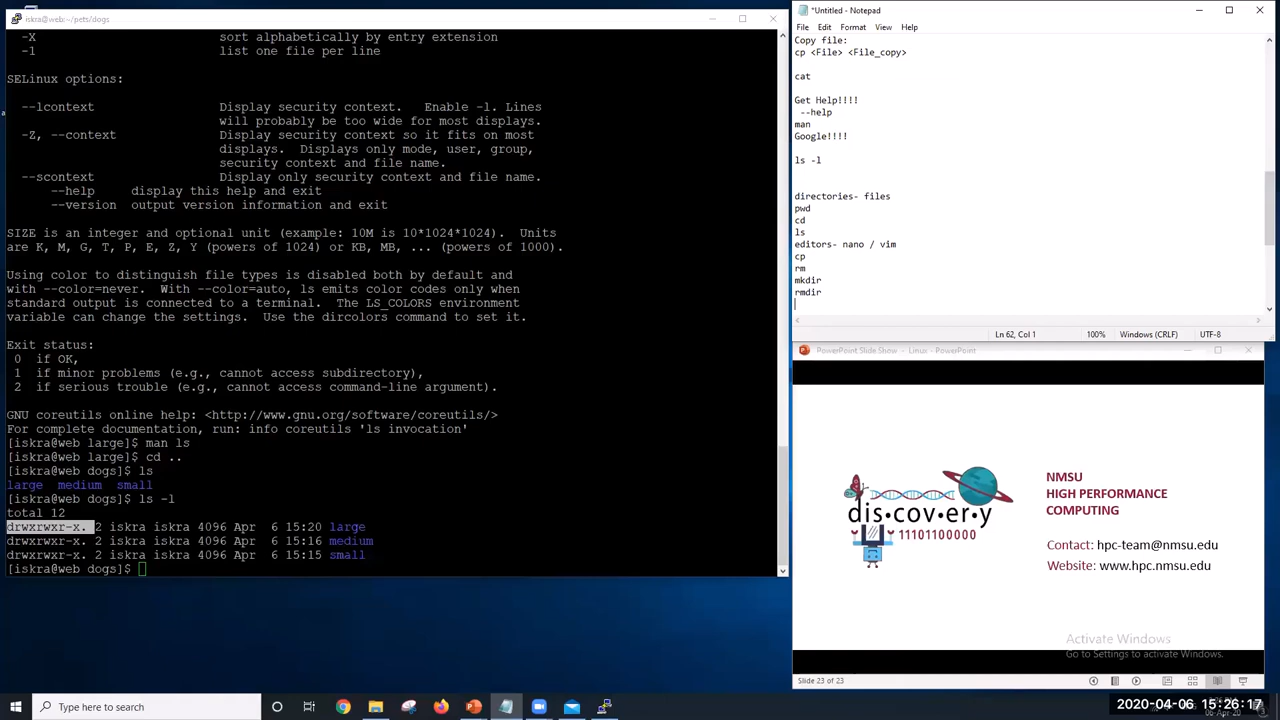 iskra@web:~/pets/dogs
-X sort alphabetically by entry extension
-1 list one file per line
SELinux options:
--lcontext Display security context. Enable -l. Lines
will probably be too wide for most displays.
-Z, --context Display security context so it fits on most
displays. Displays only mode, user, group,
security context and file name.
--scontext Display only security context and file name.
--help display this help and exit
--version output version information and exit
SIZE is an integer and optional unit (example: 10M is 10*1024*1024). Units
are K, M, G, T, P, E, Z, Y (powers of 1024) or KB, MB, ... (powers of 1000).
Using color to distinguish file types is disabled both by default and
with --color=never. With --color=auto, ls emits color codes only when
standard output is connected to a terminal. The LS_COLORS environment
variable can change the settings. Use the dircolors command to set it.
Exit status:
0 if OK,
1 if minor problems (e.g., cannot access subdirectory),
2 if serious trouble (e.g., cannot access command-line argument).
GNU coreutils online help: <http://www.gnu.org/software/coreutils/>
For complete documentation, run: info coreutils 'ls invocation'
[iskra@web large]$ man ls
[iskra@web large]$ cd ..
[iskra@web dogs]$ ls
large medium small
[iskra@web dogs]$ ls -l
total 12
drwxrwxr-x. 2 iskra iskra 4096 Apr 6 15:20 large
drwxrwxr-x. 2 iskra iskra 4096 Apr 6 15:16 medium
drwxrwxr-x. 2 iskra iskra 4096 Apr 6 15:15 small
[iskra@web dogs]$
*Untitled - Notepad
File Edit Format View Help
Copy file:
cp <File> <File_copy>
cat
Get Help!!!!
--help
man
Google!!!!
ls -l
directories- files
pwd
cd
ls
editors- nano / vim
cp
rm
mkdir
rmdir
Ln 62, Col 1 100% Windows (CRLF) UTF-8
PowerPoint Slide Show - Linux - PowerPoint
dis•cov•er•y
11101100000
NMSU
HIGH PERFORMANCE
COMPUTING
Contact: hpc-team@nmsu.edu
Website: www.hpc.nmsu.edu
Activate Windows
Go to Settings to activate Windows.
Slide 23 of 23
Type here to search
2020-04-06 15:26:17